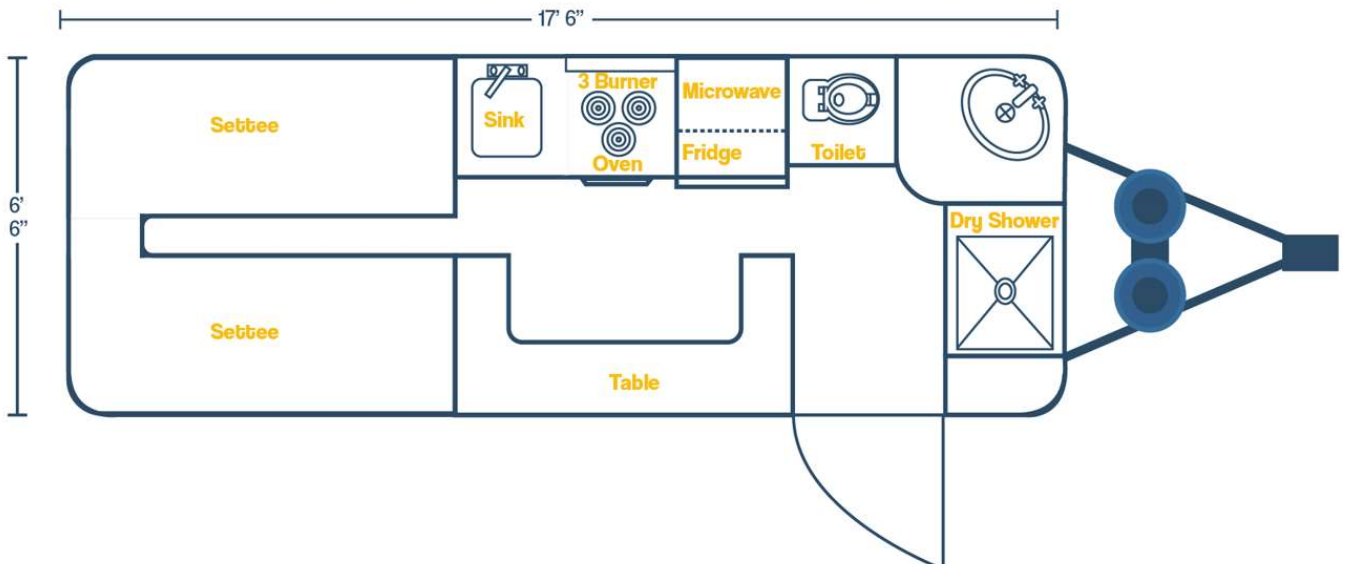 17' 6"
6'
6"
Settee
Sink
3 Burner
Oven
Microwave
Fridge
Toilet
Dry Shower
Settee
Table